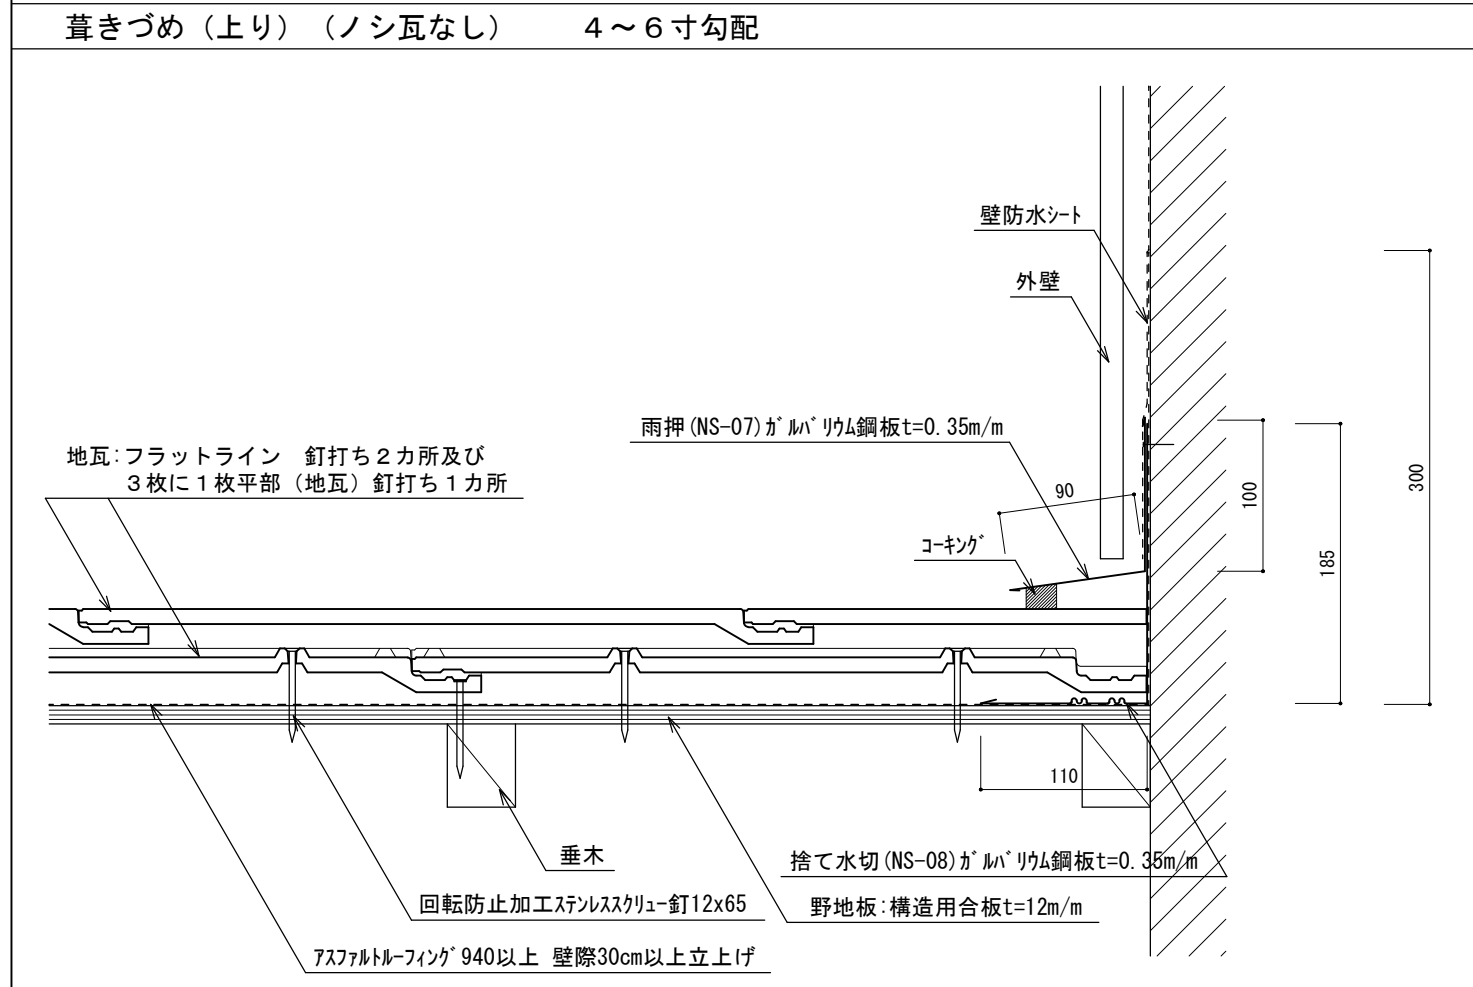 葺きづめ（上り）（ノシ瓦なし）　　４～６寸勾配
壁防水ｼｰﾄ
外壁
雨押(NS-07)ｶﾞﾙﾊﾞﾘｳﾑ鋼板t=0.35m/m
地瓦:フラットライン　釘打ち２カ所及び
３枚に１枚平部（地瓦）釘打ち１カ所
90
ｺｰｷﾝｸﾞ
100
185
300
110
垂木
捨て水切(NS-08)ｶﾞﾙﾊﾞﾘｳﾑ鋼板t=0.35m/m
回転防止加工ｽﾃﾝﾚｽｽｸﾘｭｰ釘12x65
野地板:構造用合板t=12m/m
ｱｽﾌｧﾙﾄﾙｰﾌｨﾝｸﾞ940以上 壁際30cm以上立上げ